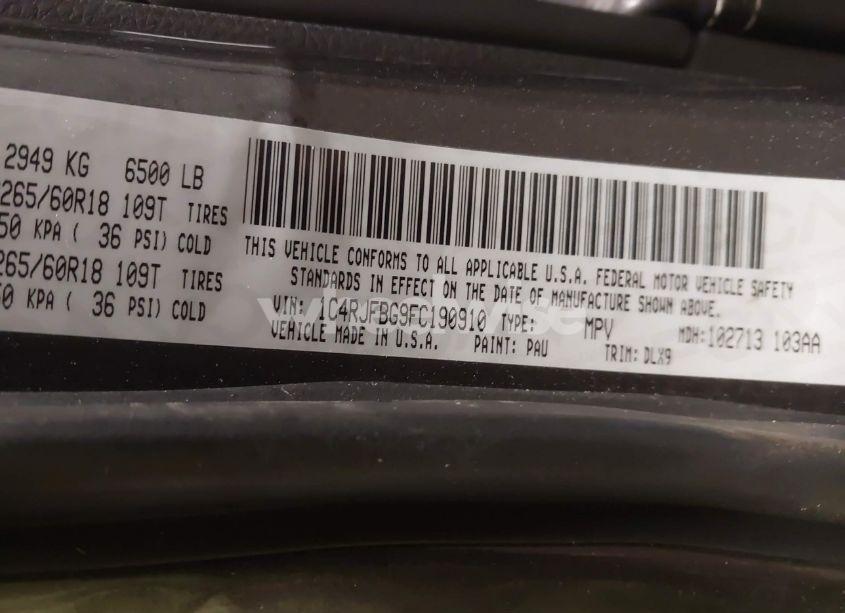 2949 KG 6500 LB
265/60R18 109T TIRES
50 KPA ( 36 PSI) COLD
265/60R18 109T TIRES
50 KPA ( 36 PSI) COLD
THIS VEHICLE CONFORMS TO ALL APPLICABLE U.S.A. FEDERAL MOTOR VEHICLE SAFETY
STANDARDS IN EFFECT ON THE DATE OF MANUFACTURE SHOWN ABOVE.
VIN: 1C4RJFBG9FC190910 TYPE: MPV MDH:102713 103AA
VEHICLE MADE IN U.S.A. PAINT: PAU TRIM: DLX9